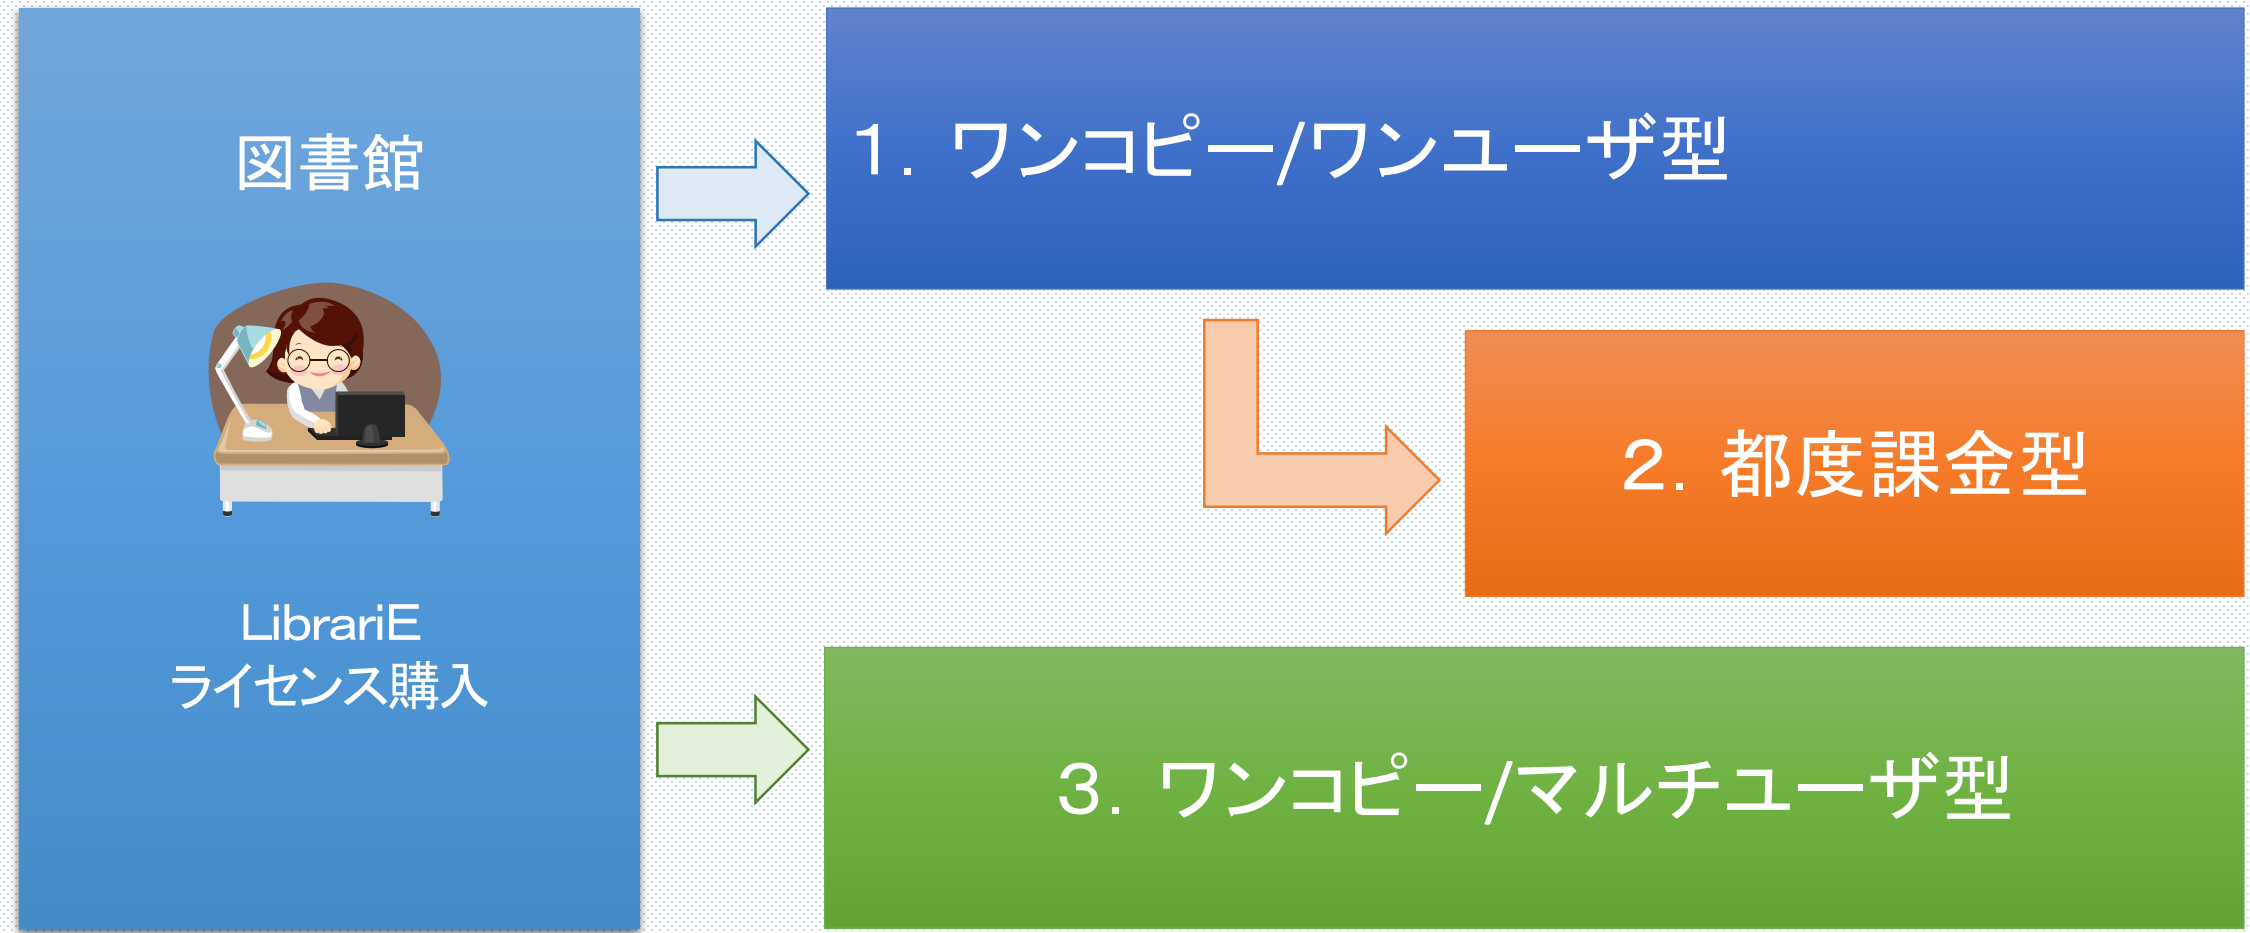 図書館
LibrariE
ライセンス購入
１．ワンコピー/ワンユーザ型
２．都度課金型
３．ワンコピー/マルチユーザ型